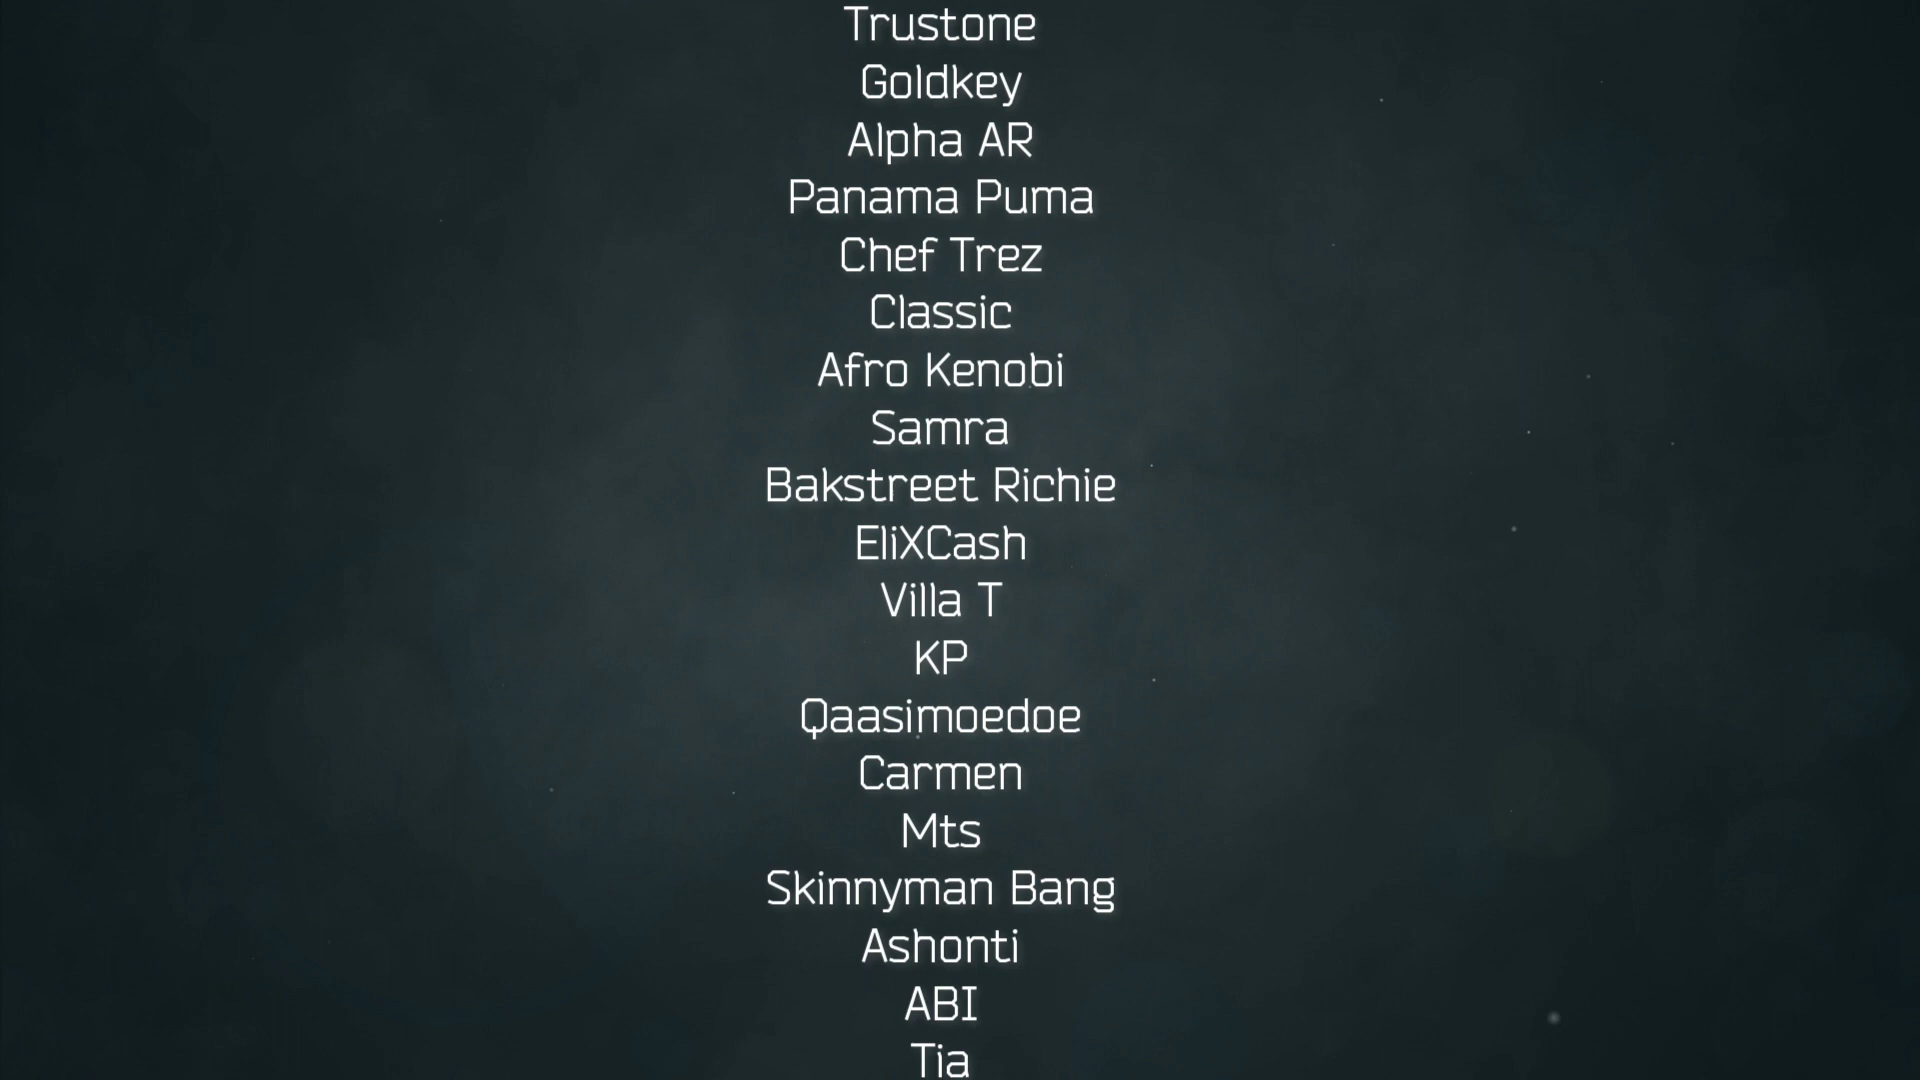 Trustone
Goldkey
Alpha AR
Panama Puma
Chef Trez
Classic
Afro Kenobi
Samra
Bakstreet Richie
EliXCash
Villa T
KP
Qaasimoedoe
Carmen
Mts
Skinnyman Bang
Ashonti
ABI
Tia